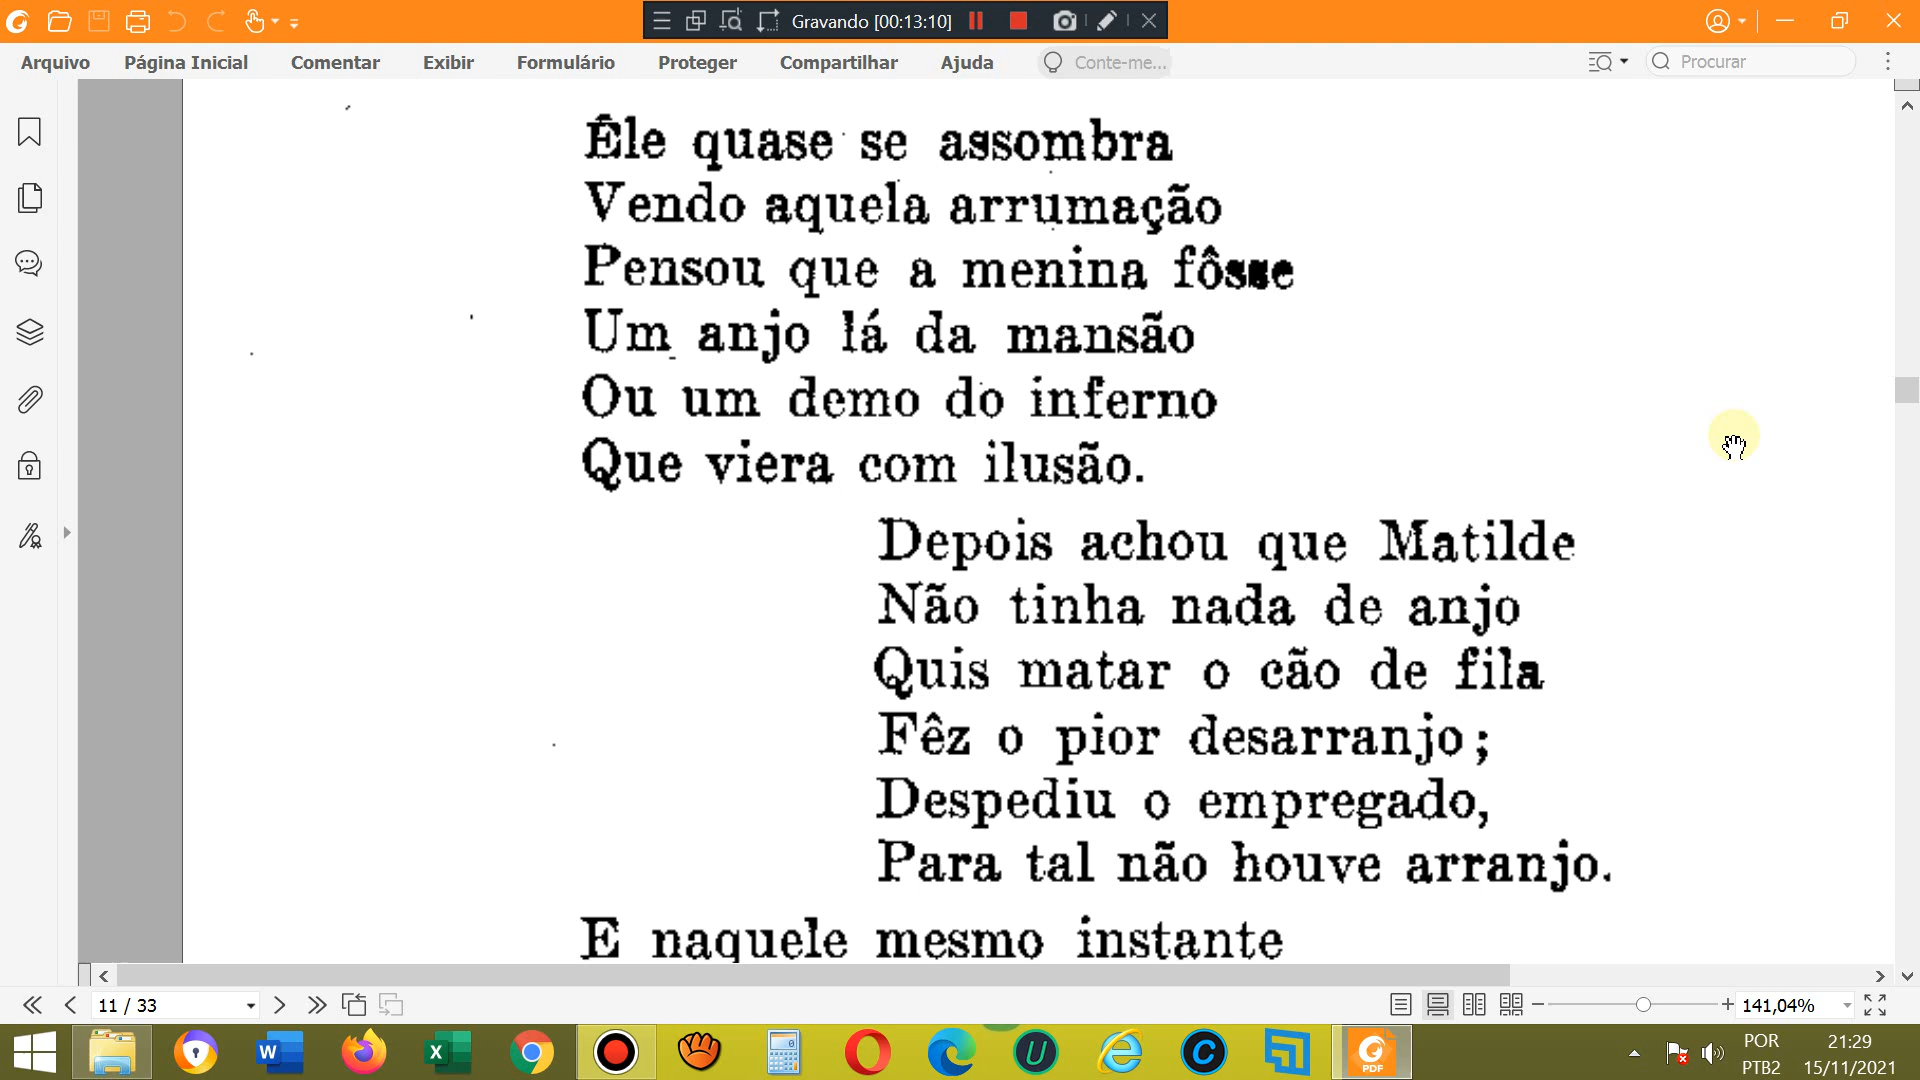 Gravando [00:13:10]
Arquivo Página Inicial Comentar Exibir Formulário Proteger Compartilhar Ajuda Conte-me... Procurar
Êle quase se assombra
Vendo aquela arrumação
Pensou que a menina fôsse
Um anjo lá da mansão
Ou um demo do inferno
Que viera com ilusão.
Depois achou que Matilde
Não tinha nada de anjo
Quis matar o cão de fila
Fêz o pior desarranjo;
Despediu o empregado,
Para tal não houve arranjo.
E naquele mesmo instante
11 / 33
141,04%
POR
PTB2
21:29
15/11/2021